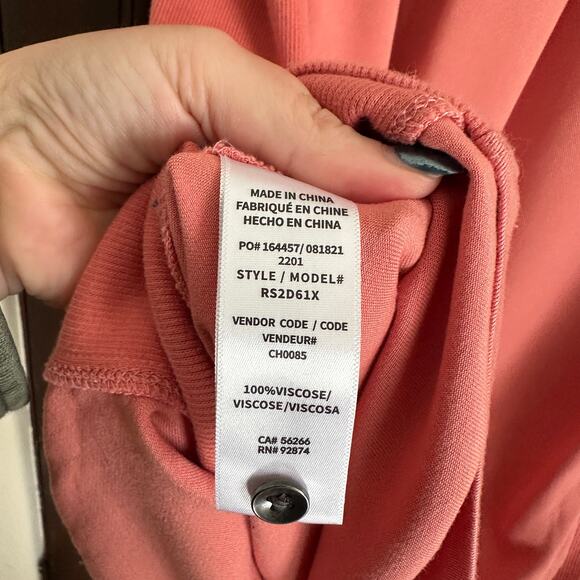 MADE IN CHINA
FABRIQUÉ EN CHINE
HECHO EN CHINA
PO# 164457/ 081821
2201
STYLE / MODEL#
RS2D61X
VENDOR CODE / CODE
VENDEUR#
CH0085
100%VISCOSE/
VISCOSE/VISCOSA
CA# 56266
RN# 92874